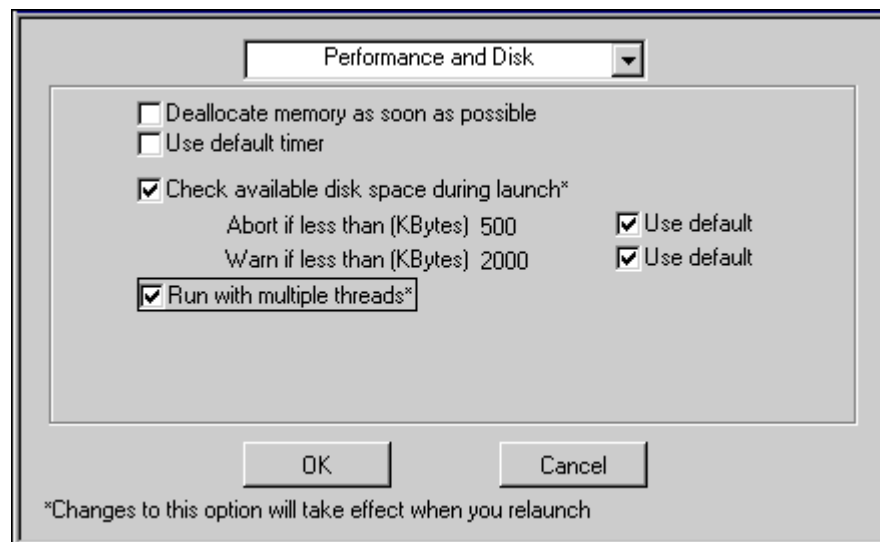 Performance and Disk
Deallocate memory as soon as possible
Use default timer
Check available disk space during launch*
Abort if less than (KBytes) 500 Use default
Warn if less than (KBytes) 2000 Use default
Run with multiple threads*
OK Cancel
*Changes to this option will take effect when you relaunch